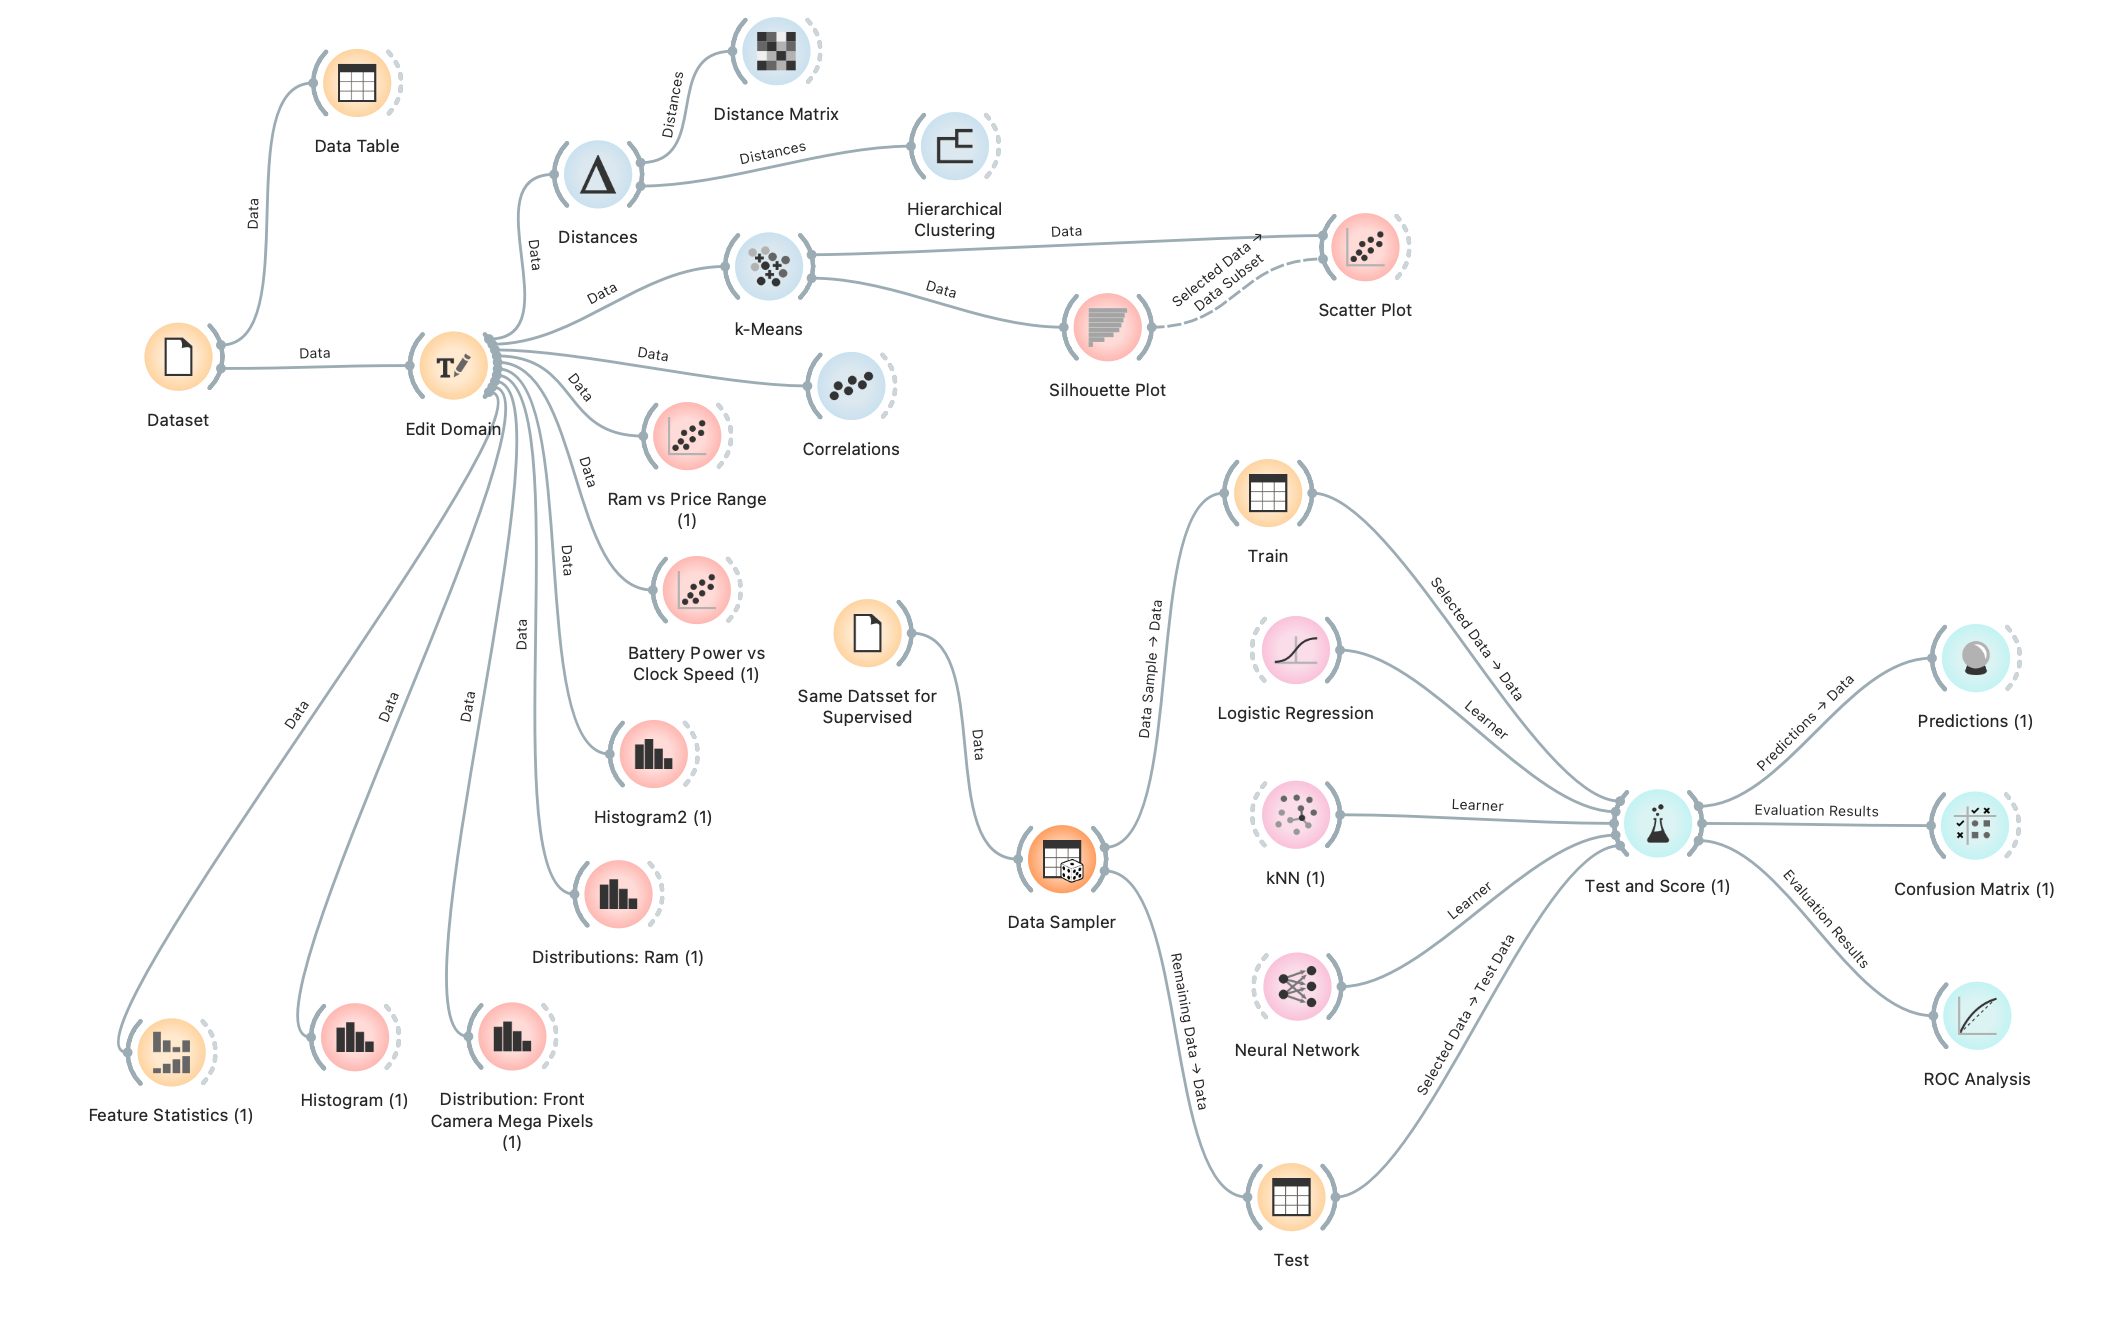 Distance Matrix
Data Table
Distances
Distances
Hierarchical
Clustering
Data
Distances
Data
Data
Selected Data →
Data Subset
Scatter Plot
Data
k-Means
Data
Silhouette Plot
Data
Dataset
Edit Domain
Data
Correlations
Data
Ram vs Price Range
(1)
Data
Battery Power vs
Clock Speed (1)
Data
Histogram2 (1)
Data
Distributions: Ram (1)
Data
Data
Data
Feature Statistics (1)
Histogram (1)
Distribution: Front
Camera Mega Pixels
(1)
Same Datsset for
Supervised
Data
Data Sampler
Data Sample → Data
Remaining Data → Data
Train
Selected Data → Data
Logistic Regression
Learner
kNN (1)
Learner
Neural Network
Learner
Test
Selected Data → Test Data
Test and Score (1)
Predictions → Data
Predictions (1)
Evaluation Results
Confusion Matrix (1)
Evaluation Results
ROC Analysis